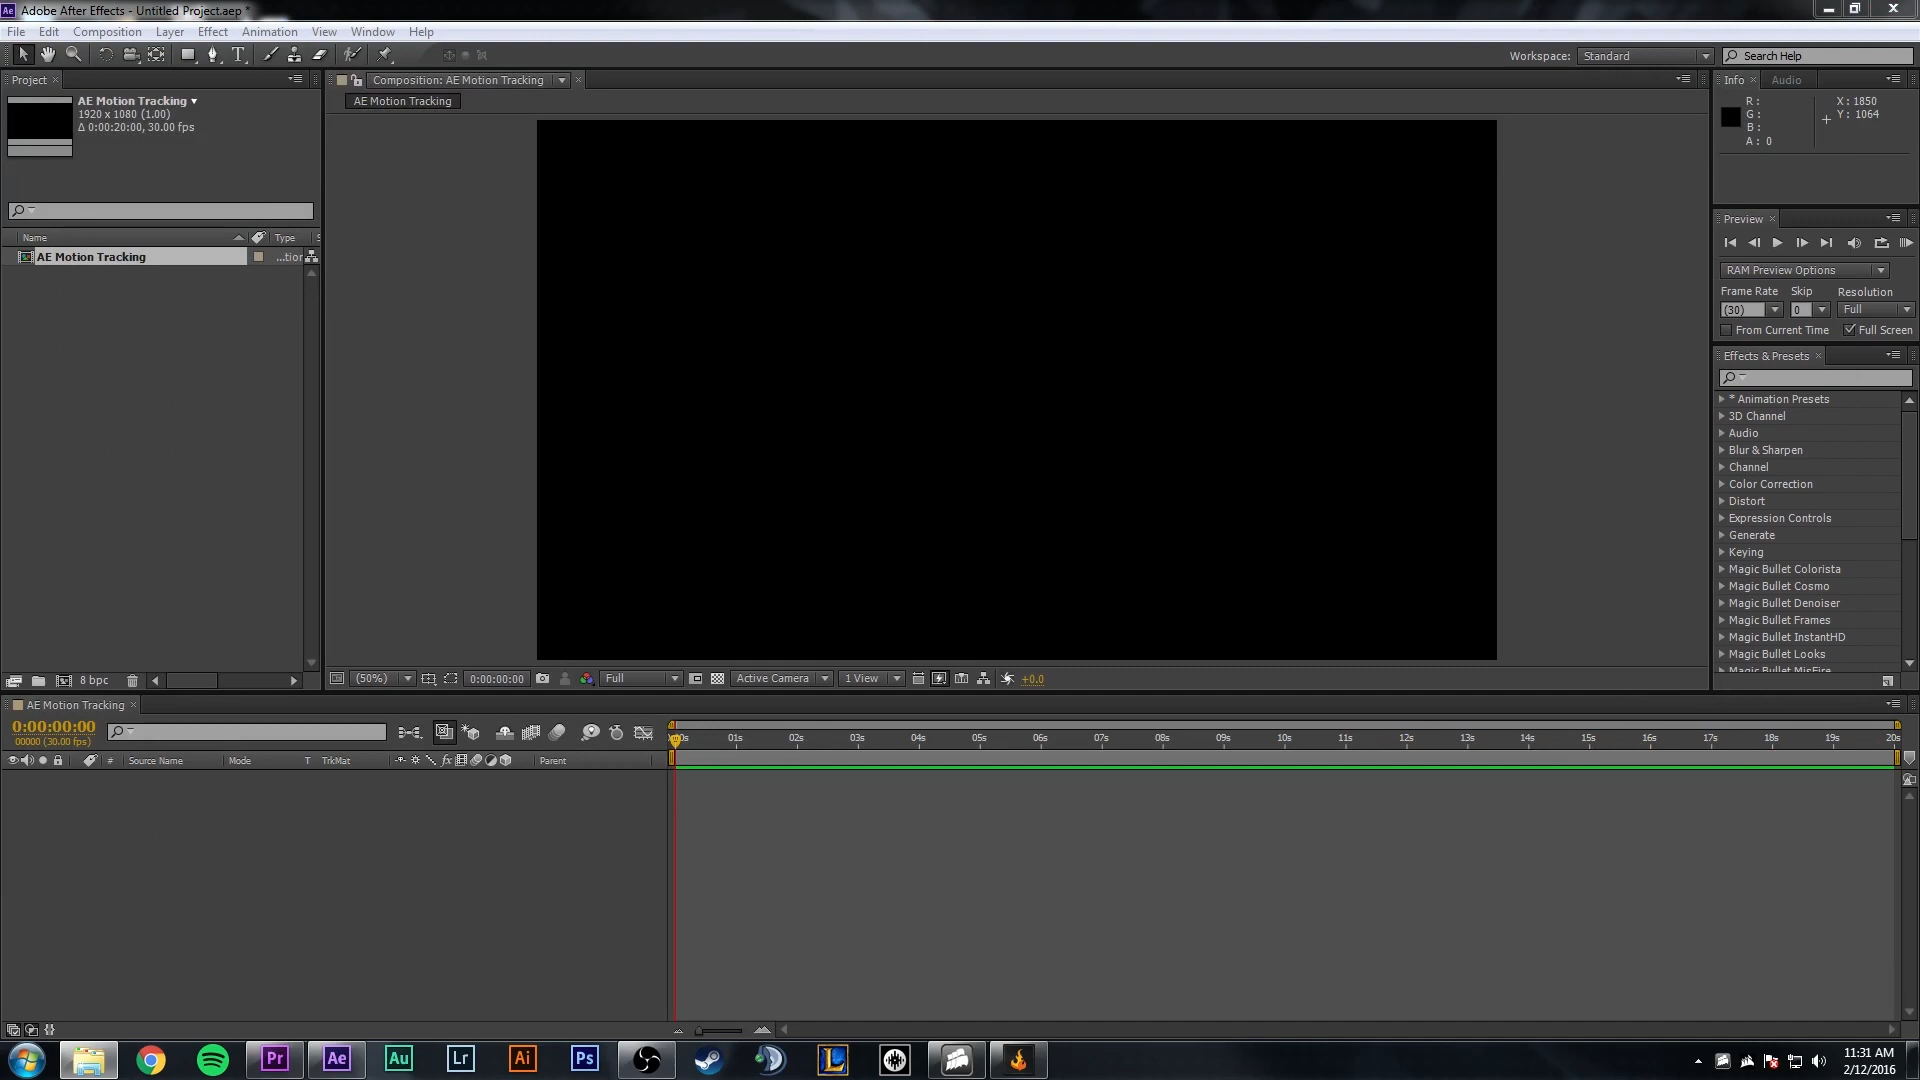 Adobe After Effects - Untitled Project.aep *
File Edit Composition Layer Effect Animation View Window Help
Workspace: Standard Search Help
Project
AE Motion Tracking
1920 x 1080 (1.00)
Δ 0:00:20:00, 30.00 fps
Name Type
AE Motion Tracking ...tion
8 bpc
Composition: AE Motion Tracking
AE Motion Tracking
(50%) 0:00:00:00 Full Active Camera 1 View +0.0
Info Audio
R :
G :
B :
A : 0
X : 1850
Y : 1064
Preview
RAM Preview Options
Frame Rate Skip Resolution
(30) 0 Full
From Current Time Full Screen
Effects & Presets
* Animation Presets
3D Channel
Audio
Blur & Sharpen
Channel
Color Correction
Distort
Expression Controls
Generate
Keying
Magic Bullet Colorista
Magic Bullet Cosmo
Magic Bullet Denoiser
Magic Bullet Frames
Magic Bullet InstantHD
Magic Bullet Looks
Magic Bullet MisFire
AE Motion Tracking
0:00:00:00
00000 (30.00 fps)
# Source Name Mode T TrkMat fx Parent
01s 02s 03s 04s 05s 06s 07s 08s 09s 10s 11s 12s 13s 14s 15s 16s 17s 18s 19s 20s
Pr Ae Au Lr Ai Ps L
11:31 AM
2/12/2016